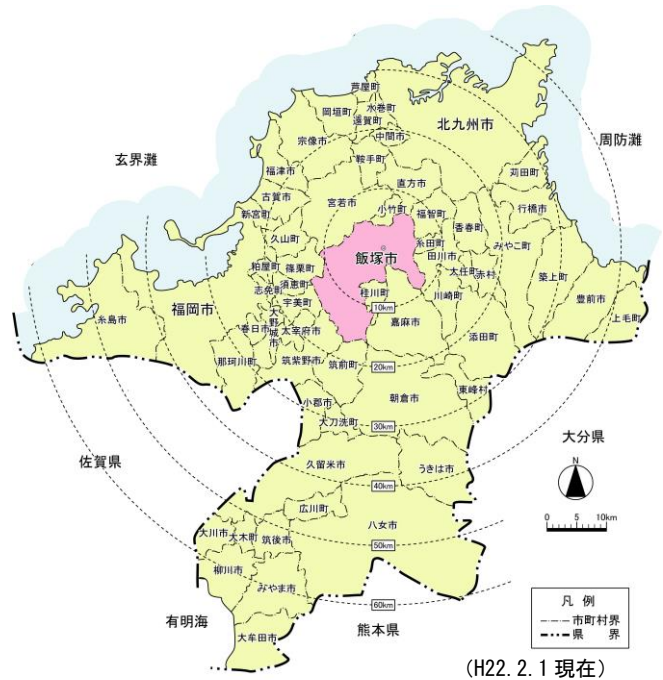 芦屋町
水巻町
岡垣町
遠賀町
北九州市
中間市
宗像市
周防灘
玄界灘
鞍手町
福津市
直方市
苅田町
古賀市
宮若市
小竹町
福智町
行橋市
新宮町
香春町
久山町
糸田町
みやこ町
飯塚市
田川市
粕屋町
篠栗町
大任町
赤村
築上町
志免町
須恵町
桂川町
川崎町
豊前市
福岡市
宇美町
10km
上毛町
糸島市
大野城市
嘉麻市
春日市
太宰府市
添田町
那珂川町
筑紫野市
筑前町
20km
東峰村
小郡市
朝倉市
大刀洗町
30km
大分県
佐賀県
久留米市
うきは市
N
40km
広川町
0 5 10km
大川市
大木町
筑後市
八女市
50km
柳川市
みやま市
凡 例
市町村界
県 界
60km
有明海
熊本県
大牟田市
(H22.2.1現在)